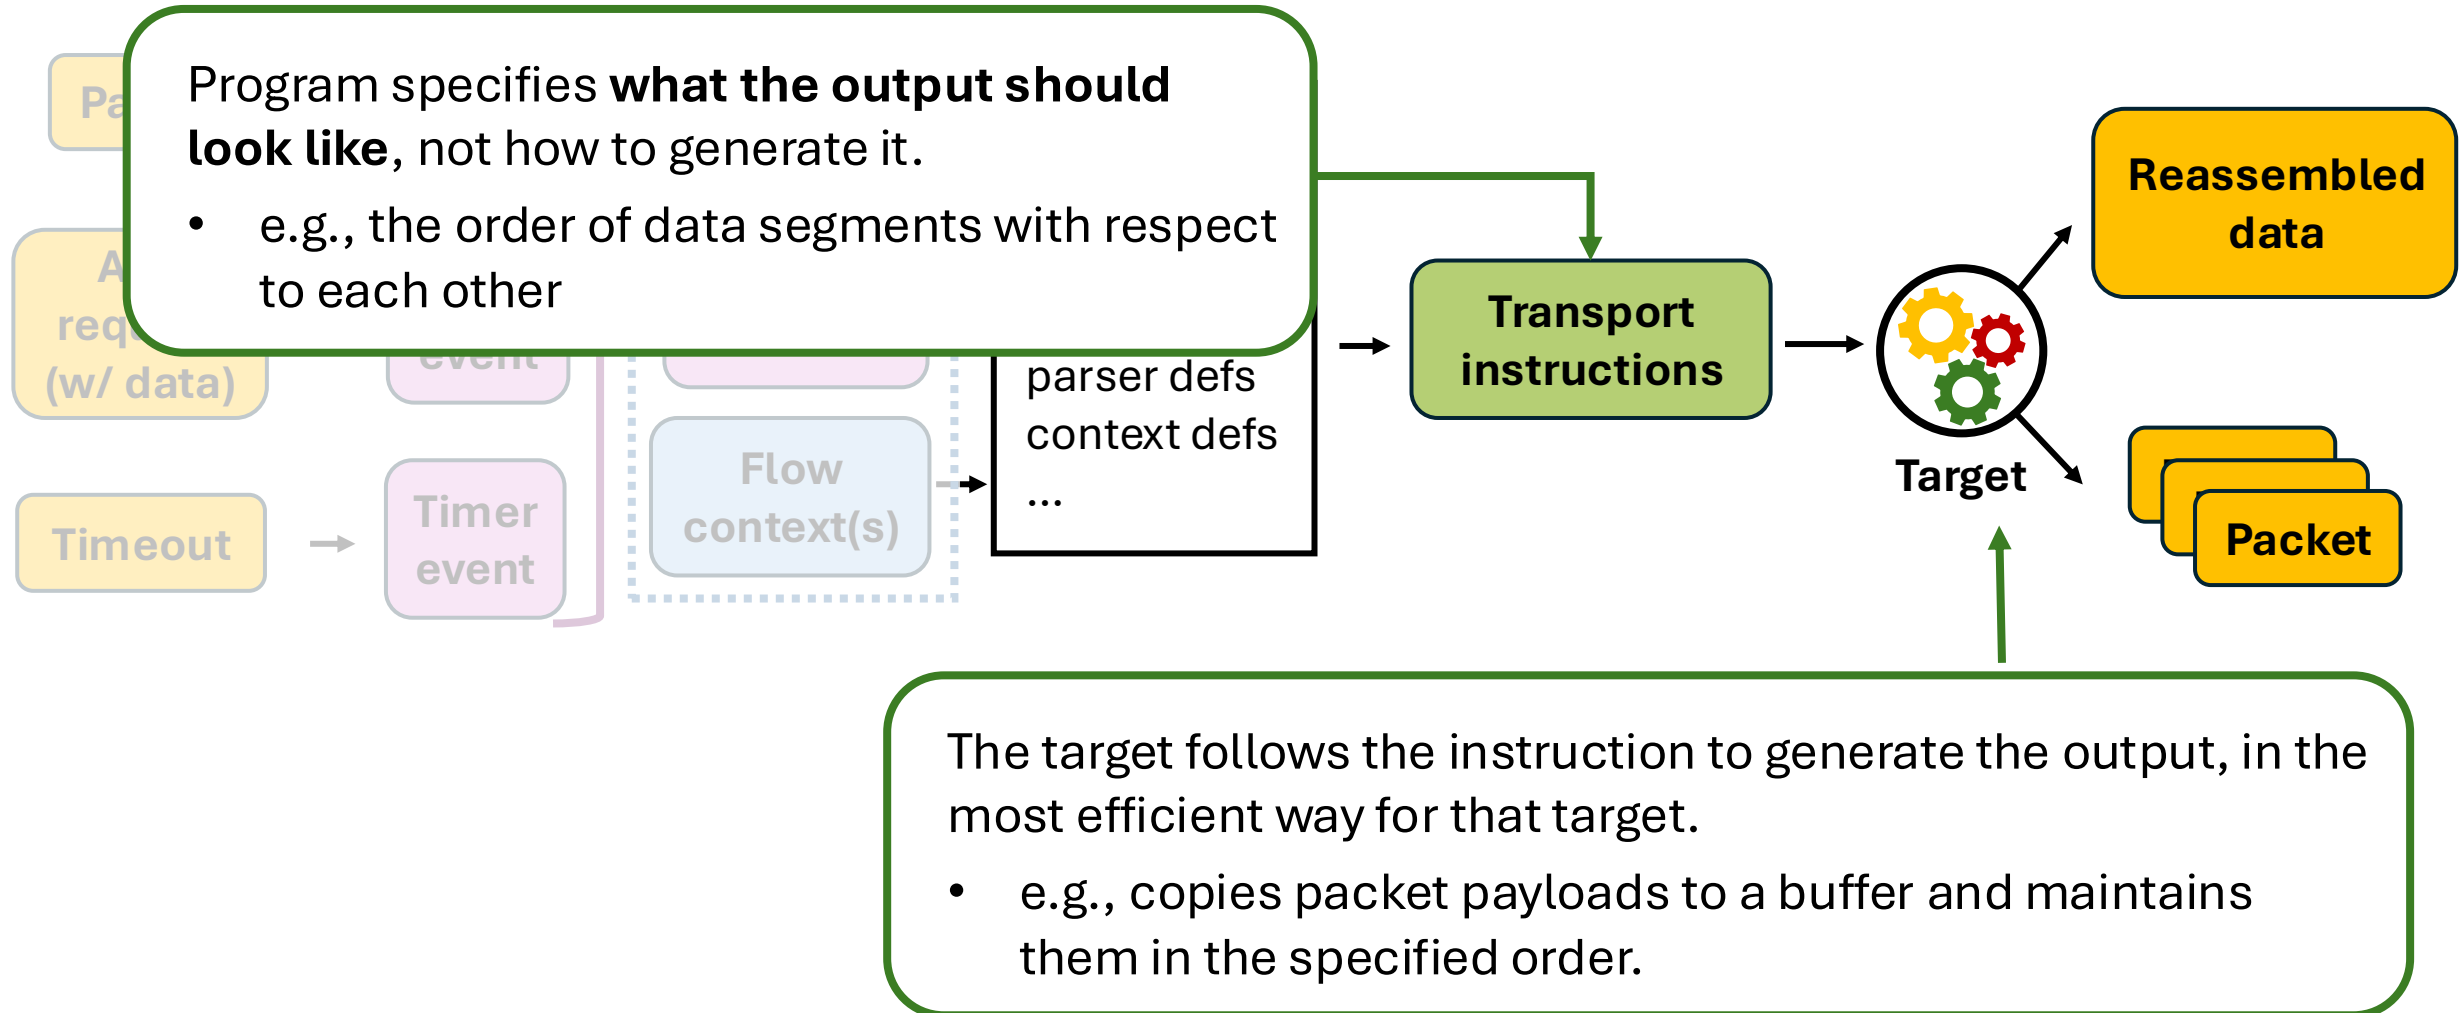 Program specifies what the output should
look like, not how to generate it.
• e.g., the order of data segments with respect
to each other
(w/ data)
Timeout
event
Timer
event
Flow
context(s)
parser defs
context defs
...
Transport
instructions
Target
Reassembled
data
Packet
The target follows the instruction to generate the output, in the
most efficient way for that target.
• e.g., copies packet payloads to a buffer and maintains
them in the specified order.